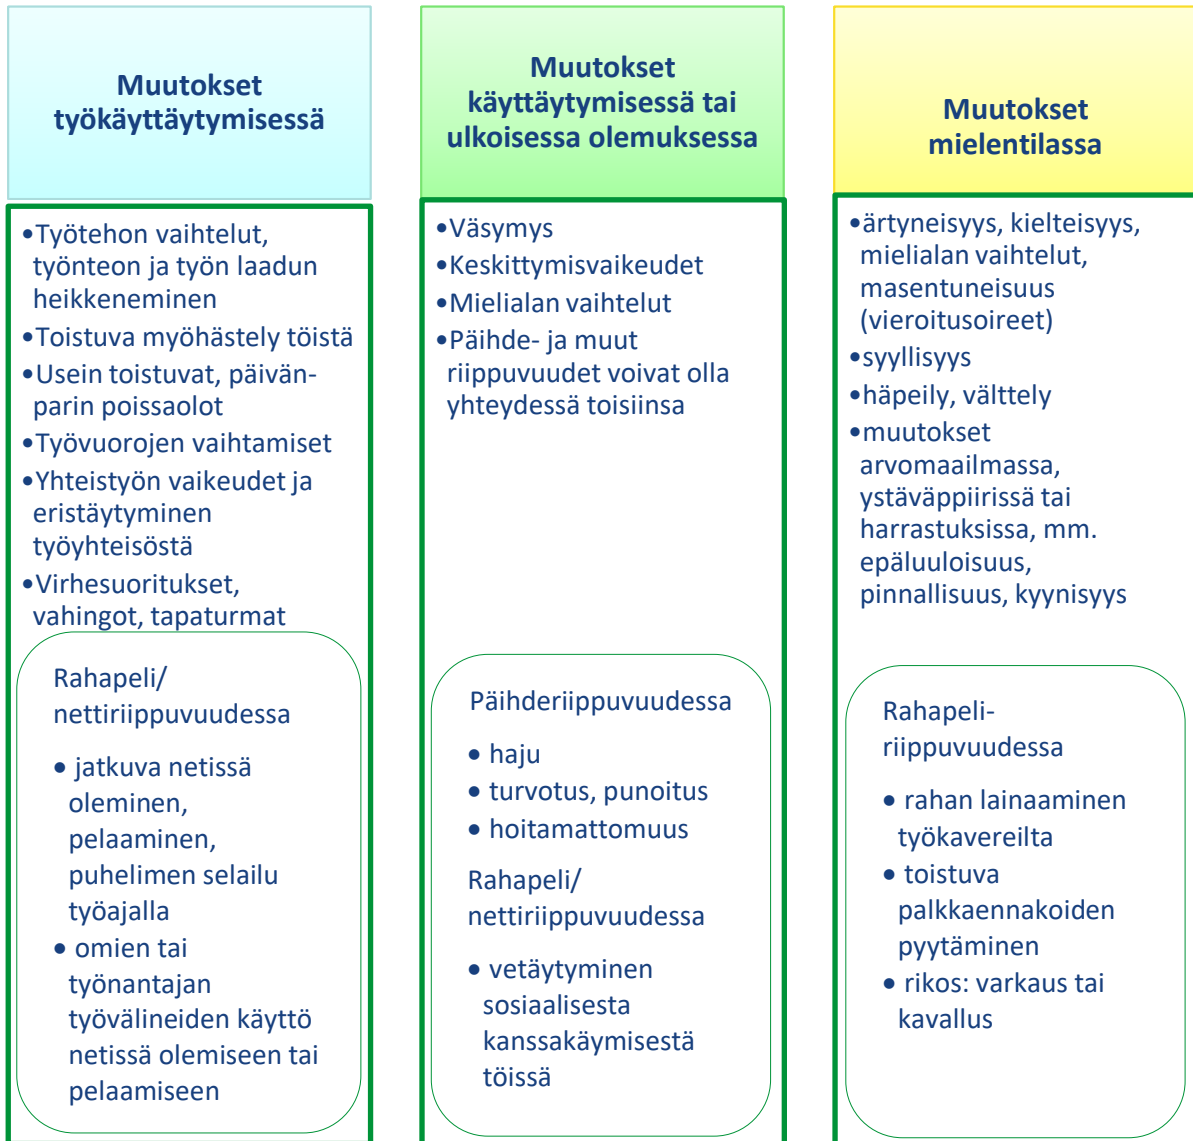 Muutokset
työkäyttäytymisessä
•Työtehon vaihtelut,
työnteon ja työn laadun
heikkeneminen
•Toistuva myöhästely töistä
•Usein toistuvat, päivän-
parin poissaolot
•Työvuorojen vaihtamiset
•Yhteistyön vaikeudet ja
eristäytyminen
työyhteisöstä
•Virhesuoritukset,
vahingot, tapaturmat
Rahapeli/
nettiriippuvuudessa
• jatkuva netissä
oleminen,
pelaaminen,
puhelimen selailu
työajalla
• omien tai
työnantajan
työvälineiden käyttö
netissä olemiseen tai
pelaamiseen
Muutokset
käyttäytymisessä tai
ulkoisessa olemuksessa
•Väsymys
•Keskittymisvaikeudet
•Mielialan vaihtelut
•Päihde- ja muut
riippuvuudet voivat olla
yhteydessä toisiinsa
Päihderiippuvuudessa
• haju
• turvotus, punoitus
• hoitamattomuus
Rahapeli/
nettiriippuvuudessa
• vetäytyminen
sosiaalisesta
kanssakäymisestä
töissä
Muutokset
mielentilassa
•ärtyneisyys, kielteisyys,
mielialan vaihtelut,
masentuneisuus
(vieroitusoireet)
•syyllisyys
•häpeily, välttely
•muutokset
arvomaailmassa,
ystäväppiirissä tai
harrastuksissa, mm.
epäluuloisuus,
pinnallisuus, kyynisyys
Rahapeli-
riippuvuudessa
• rahan lainaaminen
työkavereilta
• toistuva
palkkaennakoiden
pyytäminen
• rikos: varkaus tai
kavallus